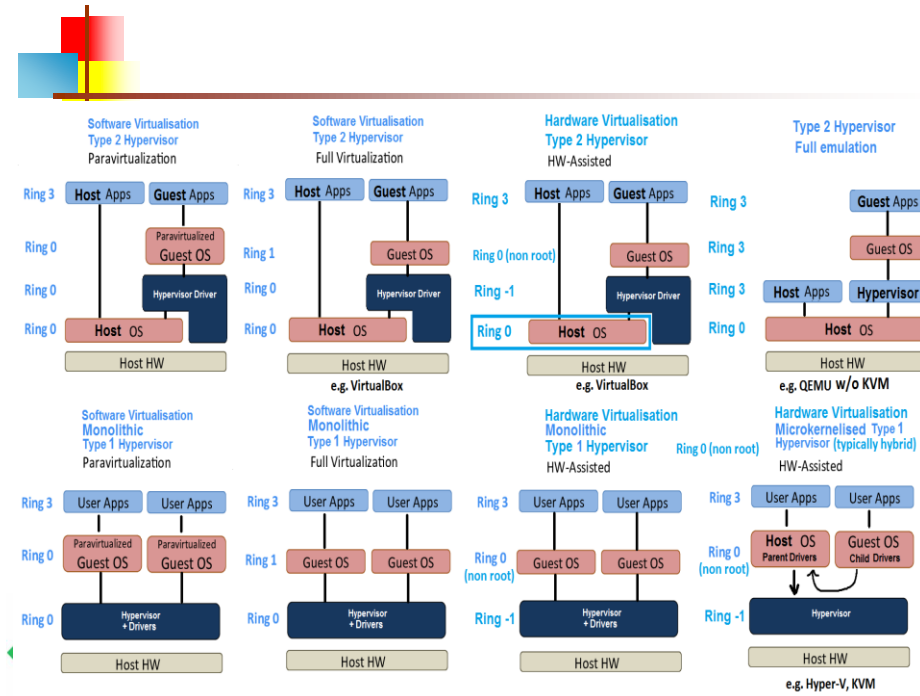 Software Virtualisation
Type 2 Hypervisor
Paravirtualization
Ring 3
Host Apps
Guest Apps
Ring 0
Paravirtualized
Guest OS
Ring 0
Hypervisor Driver
Ring 0
Host OS
Host HW
Software Virtualisation
Type 2 Hypervisor
Full Virtualization
Ring 3
Host Apps
Guest Apps
Ring 1
Guest OS
Ring 0
Hypervisor Driver
Ring 0
Host OS
Host HW
e.g. VirtualBox
Hardware Virtualisation
Type 2 Hypervisor
HW-Assisted
Ring 3
Host Apps
Guest Apps
Ring 0 (non root)
Guest OS
Ring -1
Hypervisor Driver
Ring 0
Host OS
Host HW
e.g. VirtualBox
Type 2 Hypervisor
Full emulation
Ring 3
Guest Apps
Ring 3
Guest OS
Ring 3
Host Apps
Hypervisor
Ring 0
Host OS
Host HW
e.g. QEMU w/o KVM
Software Virtualisation
Monolithic
Type 1 Hypervisor
Paravirtualization
Ring 3
User Apps
User Apps
Ring 0
Paravirtualized
Guest OS
Paravirtualized
Guest OS
Ring 0
Hypervisor
+ Drivers
Host HW
Software Virtualisation
Monolithic
Type 1 Hypervisor
Full Virtualization
Ring 3
User Apps
User Apps
Ring 1
Guest OS
Guest OS
Ring 0
Hypervisor
+ Drivers
Host HW
Hardware Virtualisation
Monolithic
Type 1 Hypervisor
HW-Assisted
Ring 3
User Apps
User Apps
Ring 0
(non root)
Guest OS
Guest OS
Ring -1
Hypervisor
+ Drivers
Host HW
Hardware Virtualisation
Microkernelised Type 1
Ring 0 (non root)
Hypervisor (typically hybrid)
HW-Assisted
Ring 3
User Apps
User Apps
Ring 0
(non root)
Host OS
Parent Drivers
Guest OS
Child Drivers
Ring -1
Hypervisor
Host HW
e.g. Hyper-V, KVM